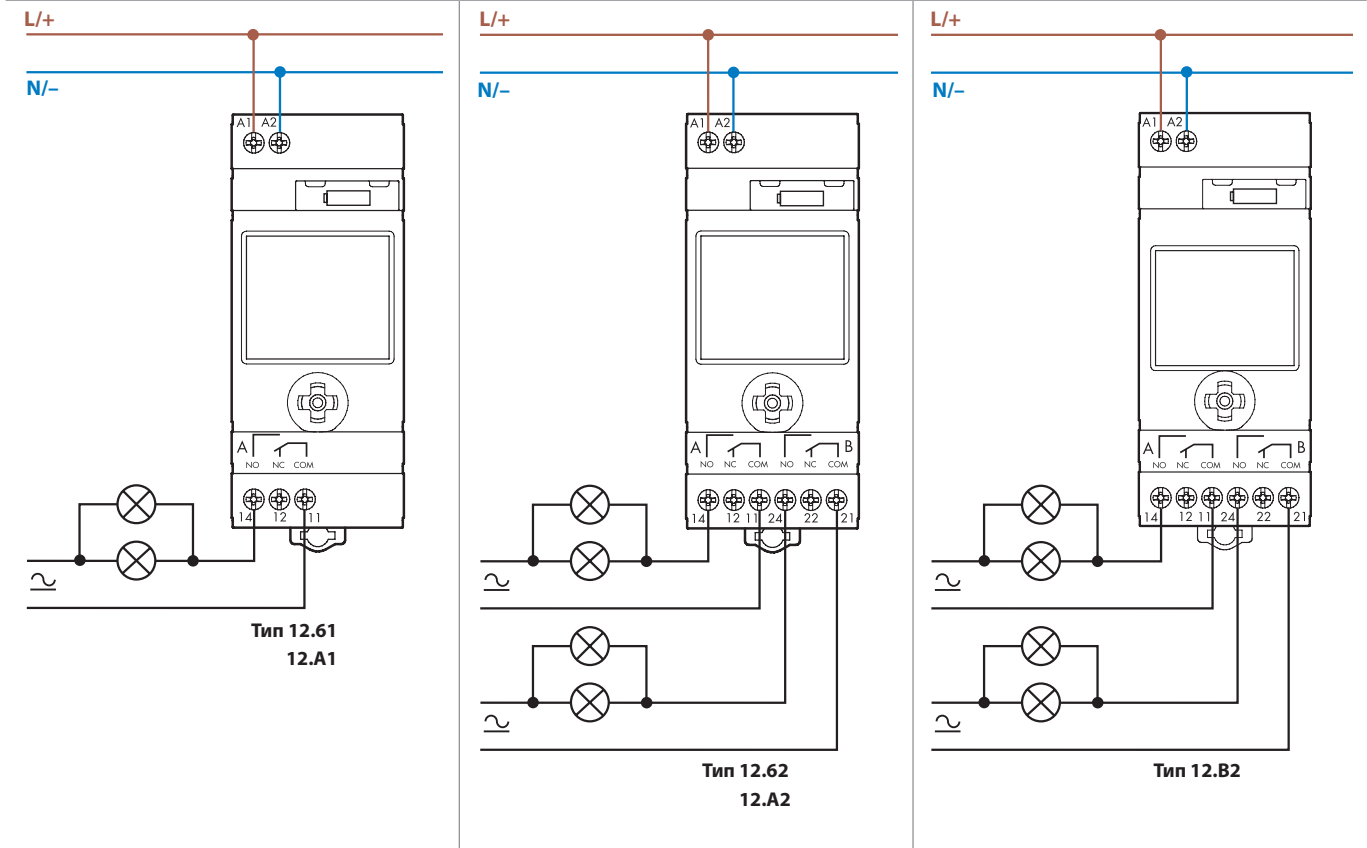 L/+
N/–
A1 A2
A
NO NC COM
14 12 11
Тип 12.61
12.A1
L/+
N/–
A1 A2
A B
NO NC COM NO NC COM
14 12 11 24 22 21
Тип 12.62
12.A2
L/+
N/–
A1 A2
A B
NO NC COM NO NC COM
14 12 11 24 22 21
Тип 12.B2